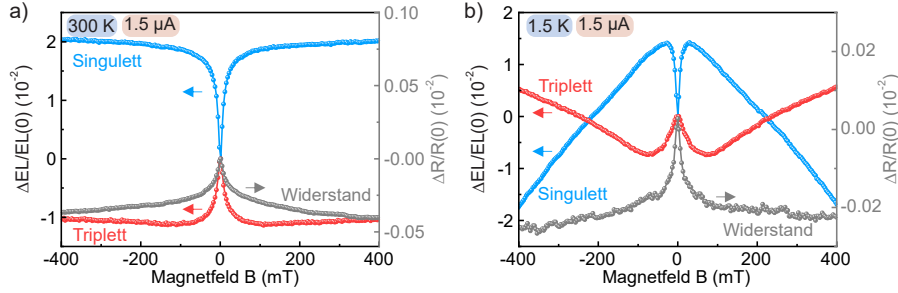 a)
300 K 1.5 µA
ΔEL/EL(0) (10⁻²)
2
1
0
-1
Singulett
Widerstand
Triplett
0.10
0.05
-0.00
-0.05
ΔR/R(0) (10⁻²)
-400 -200 0 200 400
Magnetfeld B (mT)
b)
1.5 K 1.5 µA
ΔEL/EL(0) (10⁻²)
2
1
0
-1
-2
Triplett
Singulett
Widerstand
0.02
0.00
-0.02
ΔR/R(0) (10⁻²)
-400 -200 0 200 400
Magnetfeld B (mT)